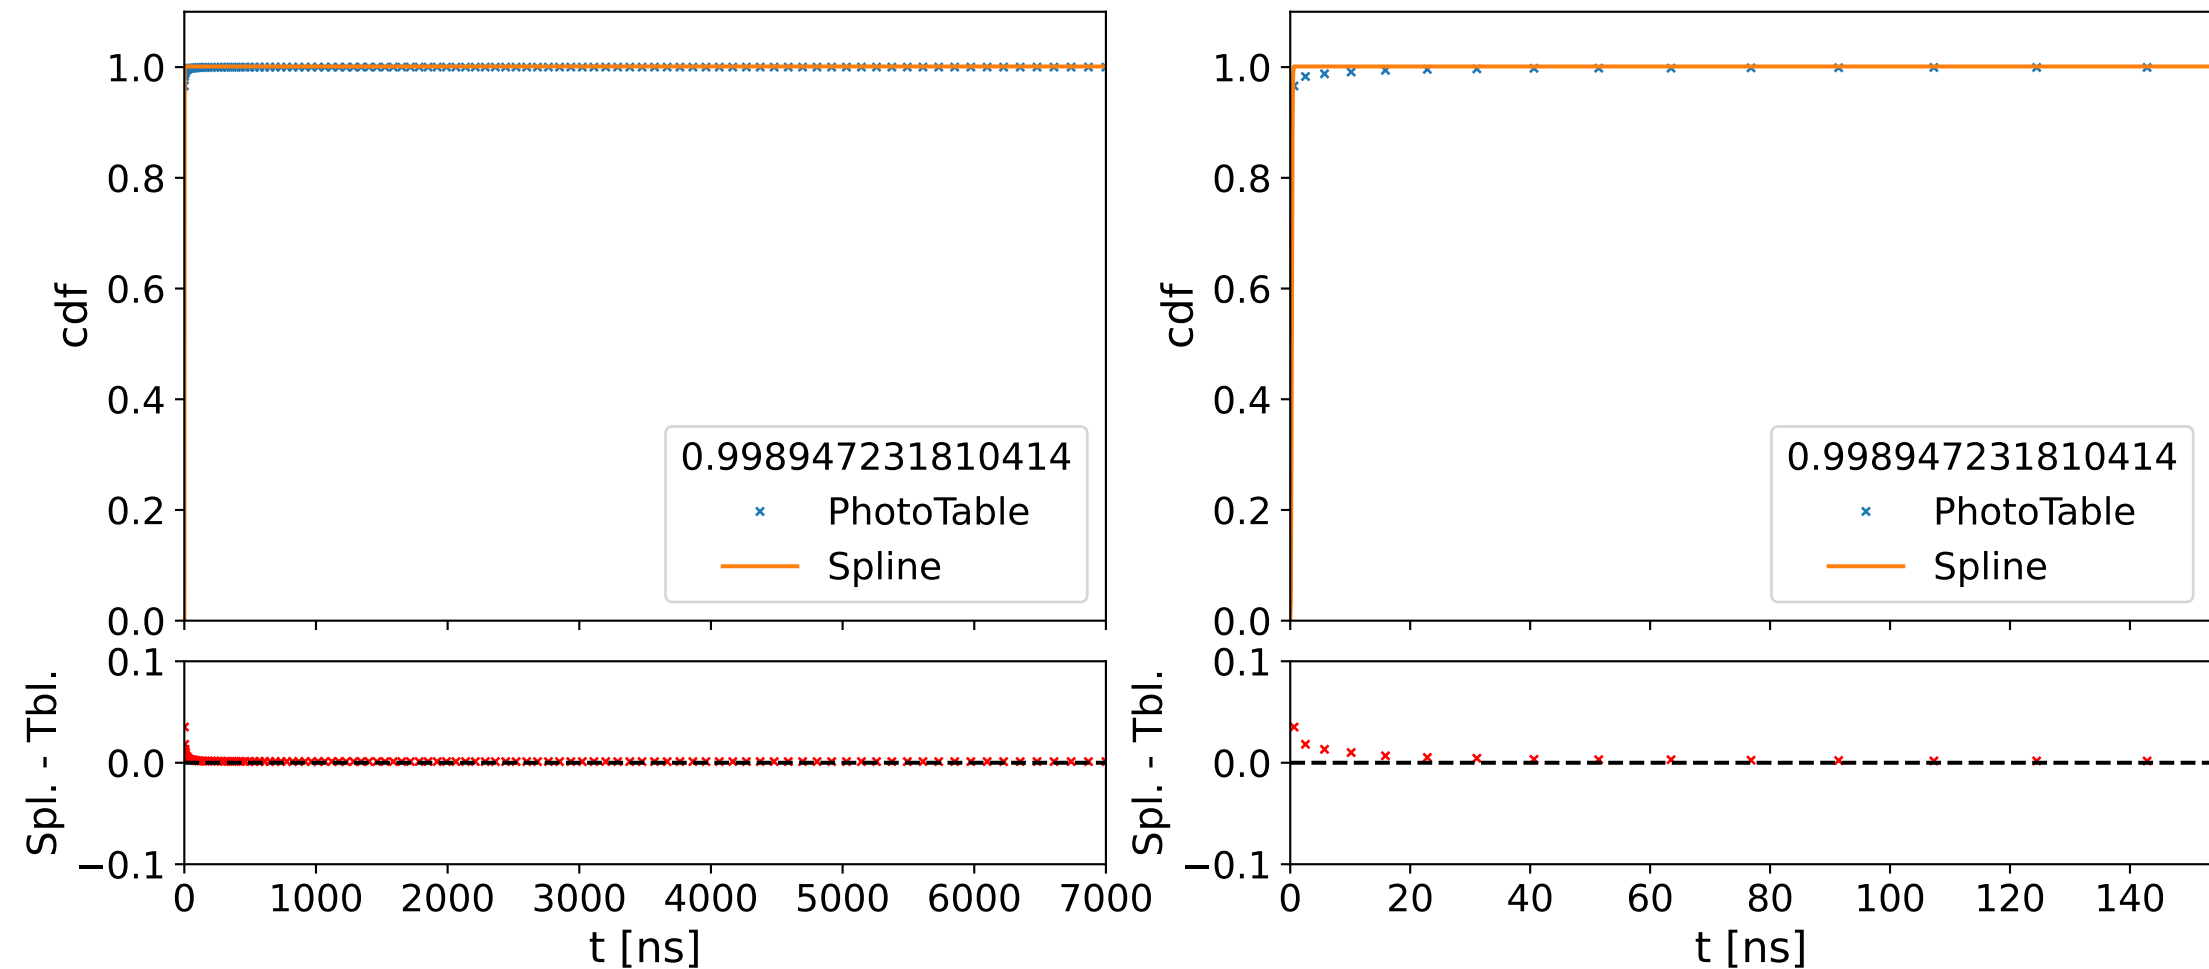 1.0
0.8
0.6
0.4
0.2
0.0
cdf
0.998947231810414
PhotoTable
Spline
0.1
0.0
−0.1
Spl. - Tbl.
0 1000 2000 3000 4000 5000 6000 7000
t [ns]
1.0
0.8
0.6
0.4
0.2
0.0
cdf
0.998947231810414
PhotoTable
Spline
0.1
0.0
−0.1
Spl. - Tbl.
0 20 40 60 80 100 120 140
t [ns]